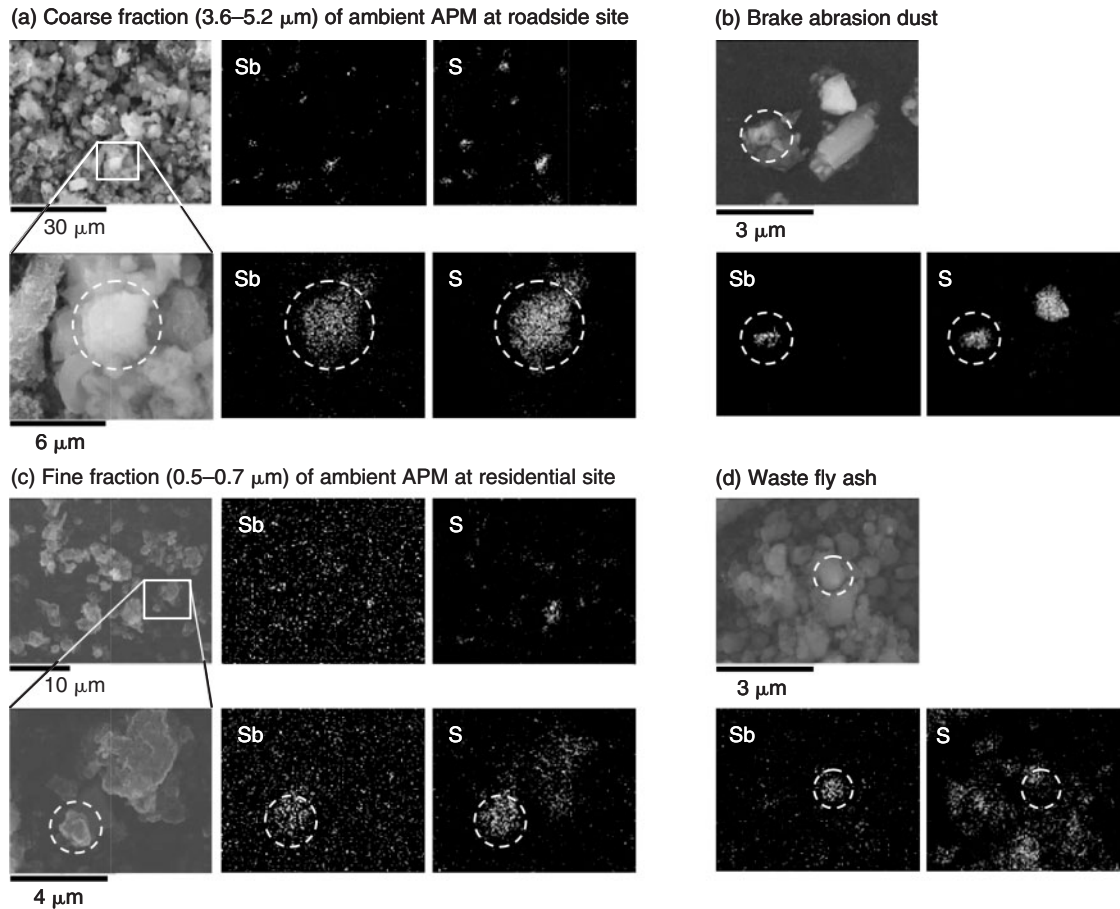 (a) Coarse fraction (3.6–5.2 μm) of ambient APM at roadside site
Sb
S
30 μm
Sb
S
6 μm
(b) Brake abrasion dust
3 μm
Sb
S
(c) Fine fraction (0.5–0.7 μm) of ambient APM at residential site
Sb
S
10 μm
Sb
S
4 μm
(d) Waste fly ash
3 μm
Sb
S